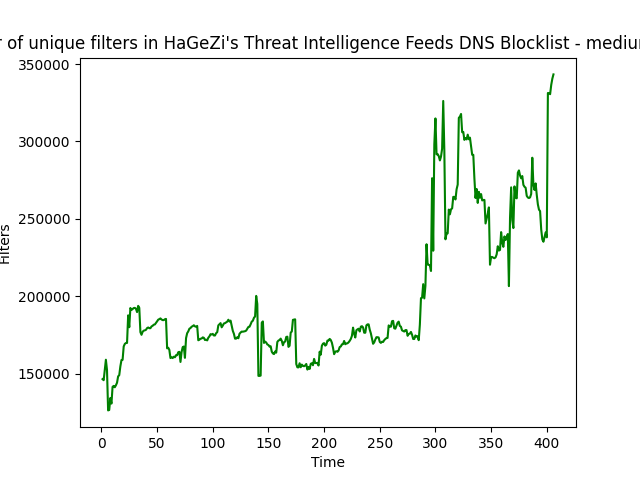 r of unique filters in HaGeZi's Threat Intelligence Feeds DNS Blocklist - mediu
350000
300000
250000
200000
150000
Filters
0 50 100 150 200 250 300 350 400
Time